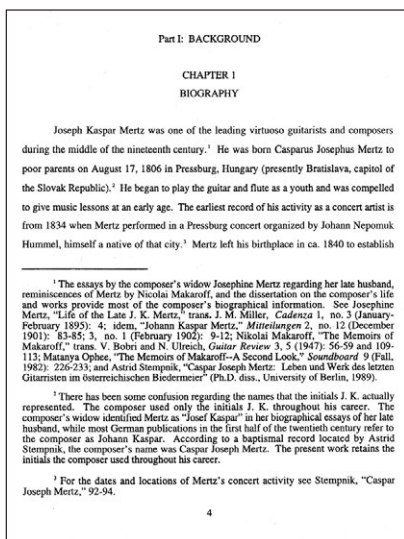 Part I: BACKGROUND
CHAPTER 1
BIOGRAPHY
Joseph Kaspar Mertz was one of the leading virtuoso guitarists and composers
during the middle of the nineteenth century.¹ He was born Casparus Josephus Mertz to
poor parents on August 17, 1806 in Pressburg, Hungary (presently Bratislava, capitol of
the Slovak Republic).² He began to play the guitar and flute as a youth and was compelled
to give music lessons at an early age. The earliest record of his activity as a concert artist is
from 1834 when Mertz performed in a Pressburg concert organized by Johann Nepomuk
Hummel, himself a native of that city.³ Mertz left his birthplace in ca. 1840 to establish
¹ The essays by the composer's widow Josephine Mertz regarding her late husband,
reminiscences of Mertz by Nicolai Makaroff, and the dissertation on the composer's life
and works provide most of the composer's biographical information. See Josephine
Mertz, "Life of the Late J. K. Mertz," trans. J. M. Miller, Cadenza 1, no. 3 (January-
February 1895): 4; idem, "Johann Kaspar Mertz," Mitteilungen 2, no. 12 (December
1901): 83-85; 3, no. 1 (February 1902): 9-12; Nikolai Makaroff, "The Memoirs of
Makaroff," trans. V. Bobri and N. Ulreich, Guitar Review 3, 5 (1947): 56-59 and 109-
113; Matanya Ophee, "The Memoirs of Makaroff--A Second Look," Soundboard 9 (Fall,
1982): 226-233; and Astrid Stempnik, "Caspar Joseph Mertz: Leben und Werk des letzten
Gitarristen im österreichischen Biedermeier" (Ph.D. diss., University of Berlin, 1989).
² There has been some confusion regarding the names that the initials J. K. actually
represented. The composer used only the initials J. K. throughout his career. The
composer's widow identified Mertz as "Josef Kaspar" in her biographical essays of her late
husband, while most German publications in the first half of the twentieth century refer to
the composer as Johann Kaspar. According to a baptismal record located by Astrid
Stempnik, the composer's name was Caspar Joseph Mertz. The present work retains the
initials the composer used throughout his career.
³ For the dates and locations of Mertz's concert activity see Stempnik, "Caspar
Joseph Mertz," 92-94.
4